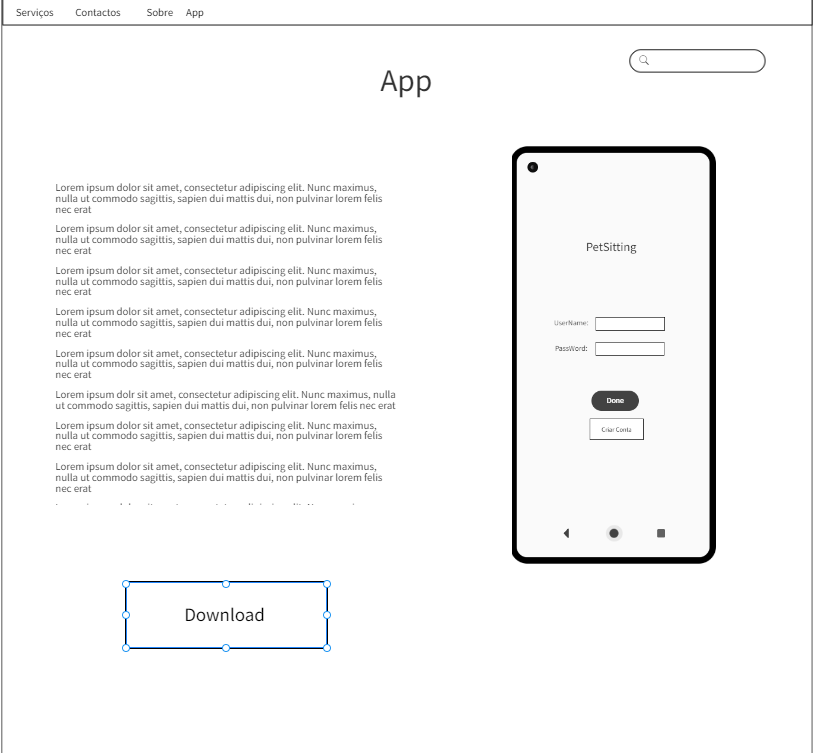 Serviços Contactos Sobre App
App
Lorem ipsum dolor sit amet, consectetur adipiscing elit. Nunc maximus,
nulla ut commodo sagittis, sapien dui mattis dui, non pulvinar lorem felis
nec erat
Lorem ipsum dolor sit amet, consectetur adipiscing elit. Nunc maximus,
nulla ut commodo sagittis, sapien dui mattis dui, non pulvinar lorem felis
nec erat
Lorem ipsum dolor sit amet, consectetur adipiscing elit. Nunc maximus,
nulla ut commodo sagittis, sapien dui mattis dui, non pulvinar lorem felis
nec erat
Lorem ipsum dolor sit amet, consectetur adipiscing elit. Nunc maximus,
nulla ut commodo sagittis, sapien dui mattis dui, non pulvinar lorem felis
nec erat
Lorem ipsum dolor sit amet, consectetur adipiscing elit. Nunc maximus,
nulla ut commodo sagittis, sapien dui mattis dui, non pulvinar lorem felis
nec erat
Lorem ipsum dolr sit amet, consectetur adipiscing elit. Nunc maximus, nulla
ut commodo sagittis, sapien dui mattis dui, non pulvinar lorem felis nec erat
Lorem ipsum dolor sit amet, consectetur adipiscing elit. Nunc maximus,
nulla ut commodo sagittis, sapien dui mattis dui, non pulvinar lorem felis
nec erat
Lorem ipsum dolor sit amet, consectetur adipiscing elit. Nunc maximus,
nulla ut commodo sagittis, sapien dui mattis dui, non pulvinar lorem felis
nec erat
PetSitting
UserName:
PassWord:
Done
Criar Conta
Download